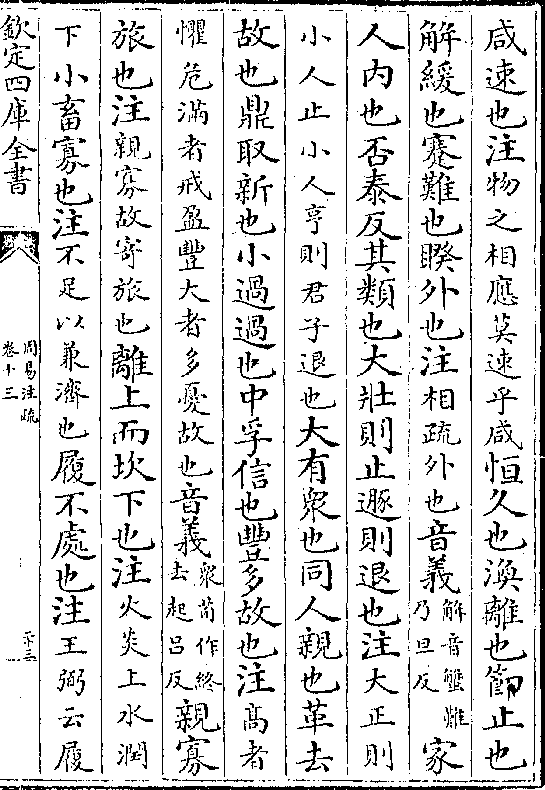 咸速也注物之相應莫速乎咸恒久也渙離也節止也
解緩也蹇難也睽外也注相疏外也音義解音蟹難乃旦反家
人内也否泰反其類也大壯則止遯則退也注大正則
小人止小人亨則君子退也大有衆也同人親也革去
故也鼎取新也小過過也中孚信也豐多故也注髙者
懼危滿者戒盈豐大者多憂故也音義衆荀作終去起吕反親寡
旅也注親寡故寄旅也離上而坎下也注火炎上水潤
下小畜寡也注不足以兼濟也履不處也注王弼云履
欽定四庫全書
周易注疏
卷十三